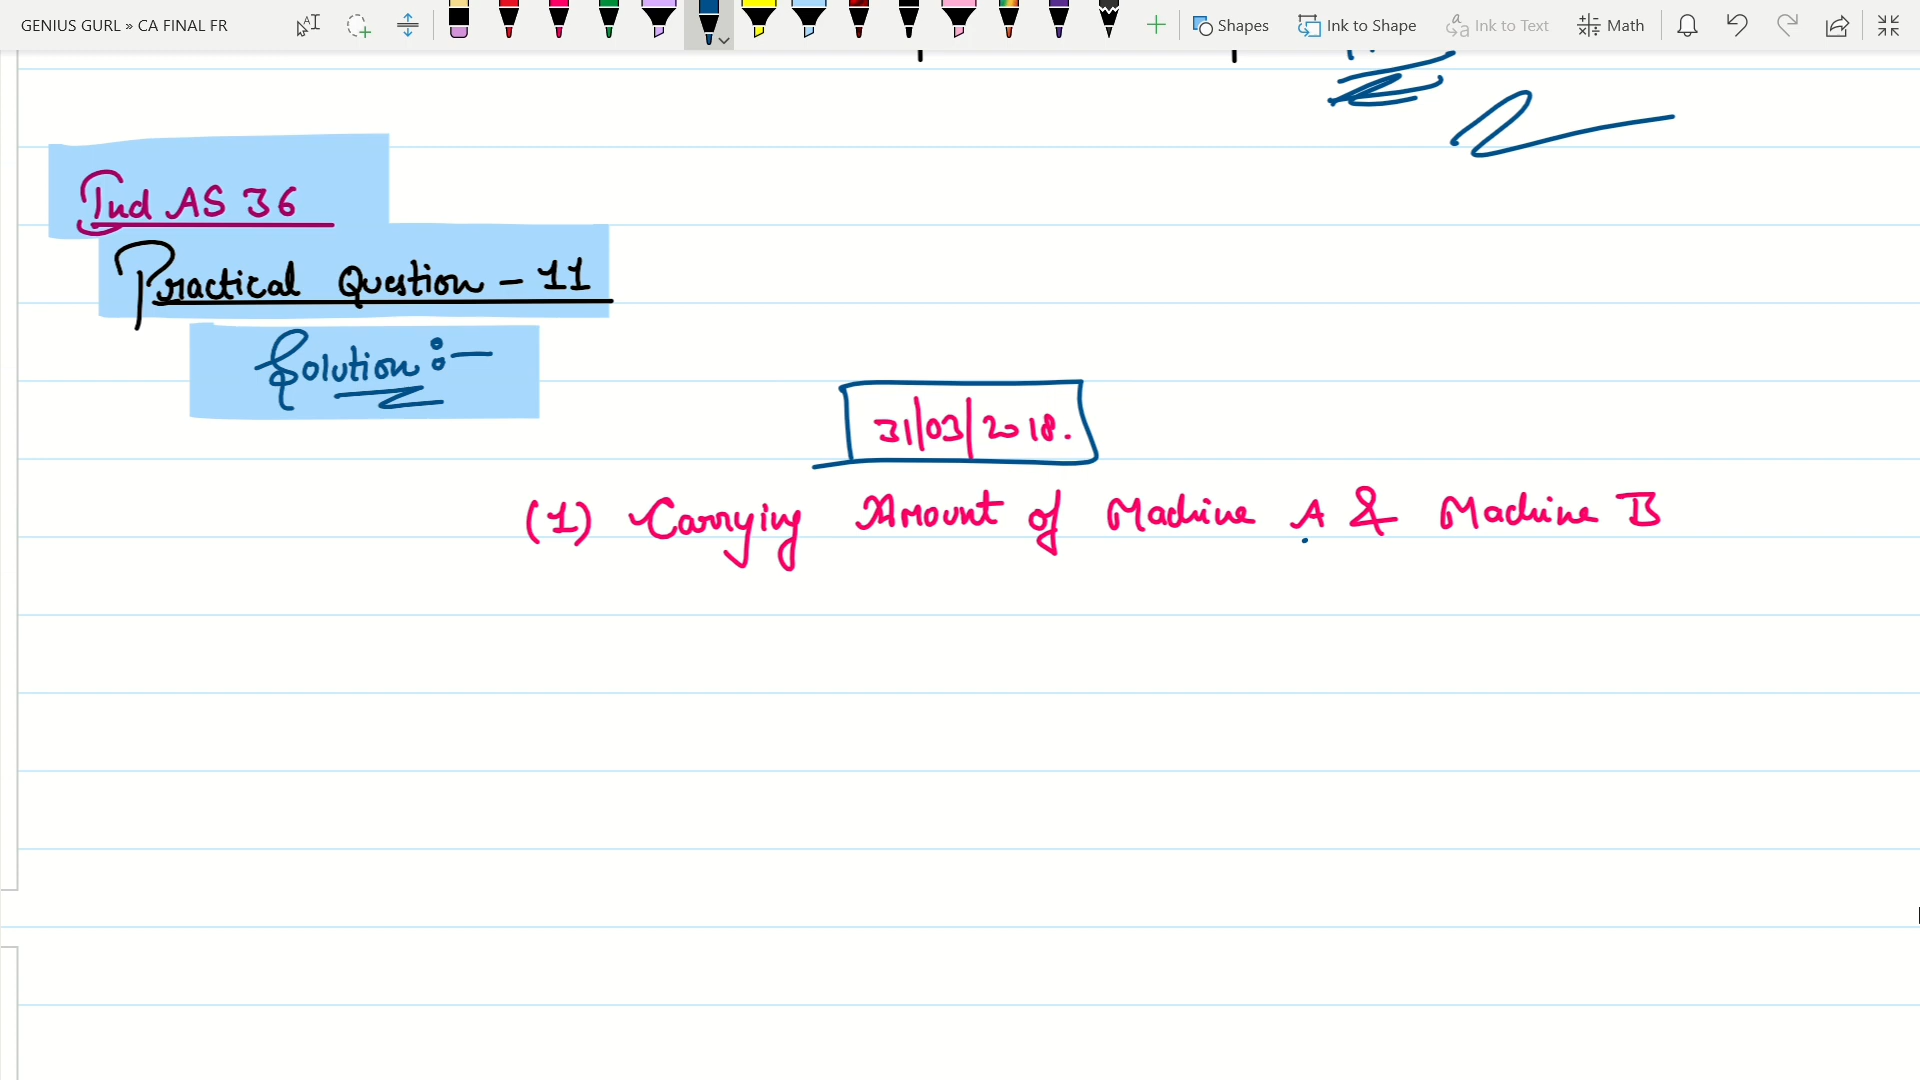 GENIUS GURL » CA FINAL FR
Shapes
Ink to Shape
Ink to Text
Math
Ind AS 36
Practical Question - 11
Solution :-
31/03/2018.
(1) Carrying Amount of Machine A & Machine B